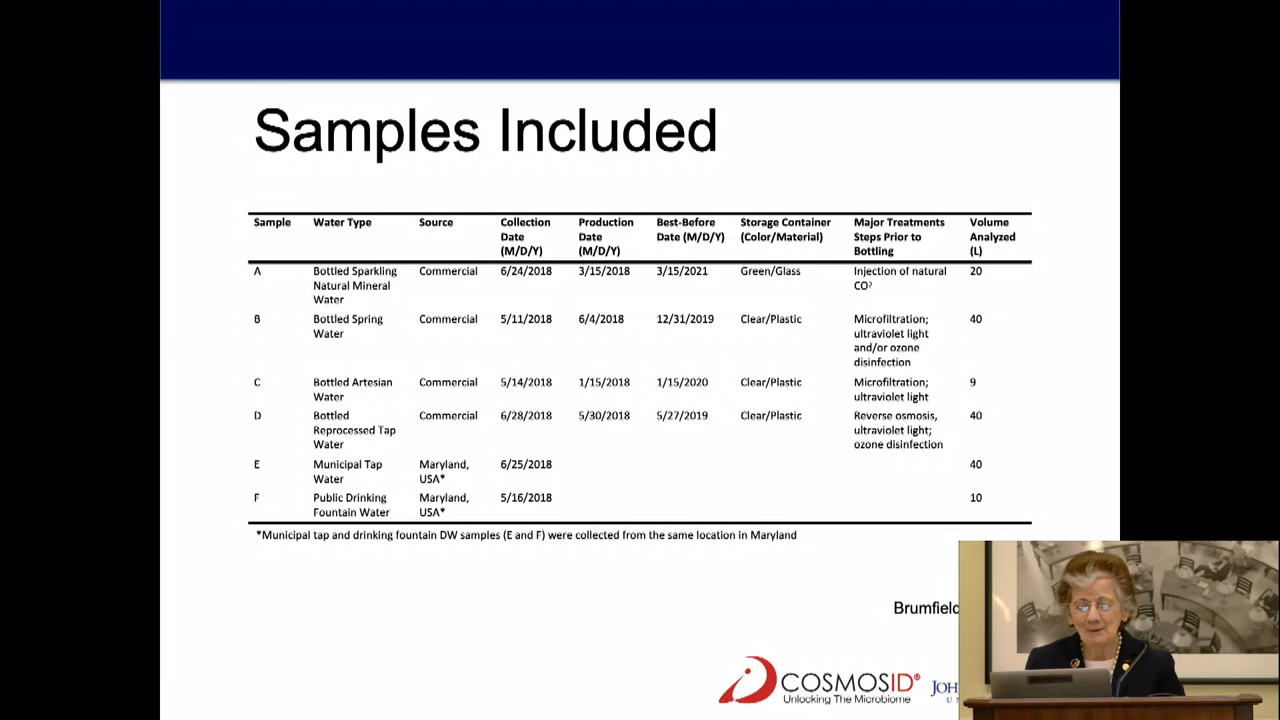 Samples Included
Sample Water Type Source Collection Date (M/D/Y) Production Date (M/D/Y) Best-Before Date (M/D/Y) Storage Container (Color/Material) Major Treatments Steps Prior to Bottling Volume Analyzed (L)
A Bottled Sparkling Natural Mineral Water Commercial 6/24/2018 3/15/2018 3/15/2021 Green/Glass Injection of natural CO² 20
B Bottled Spring Water Commercial 5/11/2018 6/4/2018 12/31/2019 Clear/Plastic Microfiltration; ultraviolet light and/or ozone disinfection 40
C Bottled Artesian Water Commercial 5/14/2018 1/15/2018 1/15/2020 Clear/Plastic Microfiltration; ultraviolet light 9
D Bottled Reprocessed Tap Water Commercial 6/28/2018 5/30/2018 5/27/2019 Clear/Plastic Reverse osmosis, ultraviolet light; ozone disinfection 40
E Municipal Tap Water Maryland, USA* 6/25/2018 40
F Public Drinking Fountain Water Maryland, USA* 5/16/2018 10
*Municipal tap and drinking fountain DW samples (E and F) were collected from the same location in Maryland
Brumfield
COSMOSID®
Unlocking The Microbiome